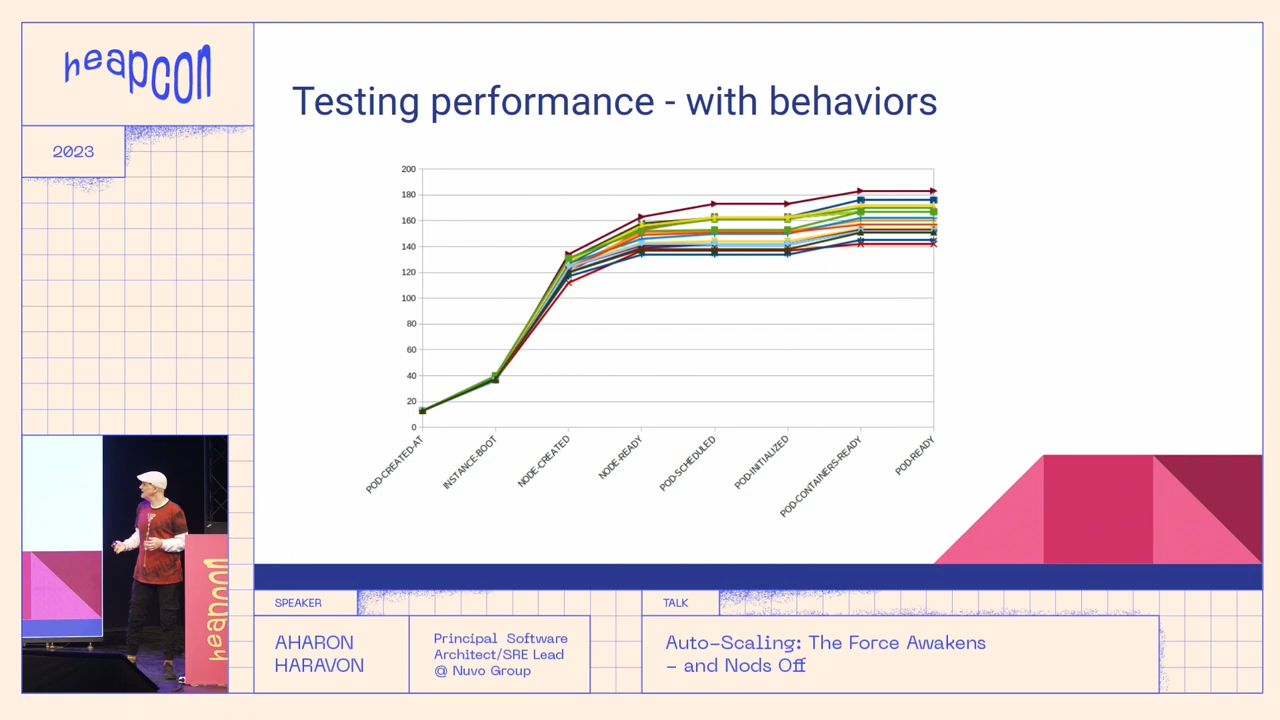 heapcon
2023
Testing performance - with behaviors
200
180
160
140
120
100
80
60
40
20
0
POD-CREATED-AT
INSTANCE-BOOT
NODE-CREATED
NODE-READY
POD-SCHEDULED
POD-INITIALIZED
POD-CONTAINERS-READY
POD-READY
heapcon
SPEAKER
AHARON
HARAVON
Principal Software
Architect/SRE Lead
@ Nuvo Group
TALK
Auto-Scaling: The Force Awakens
- and Nods Off